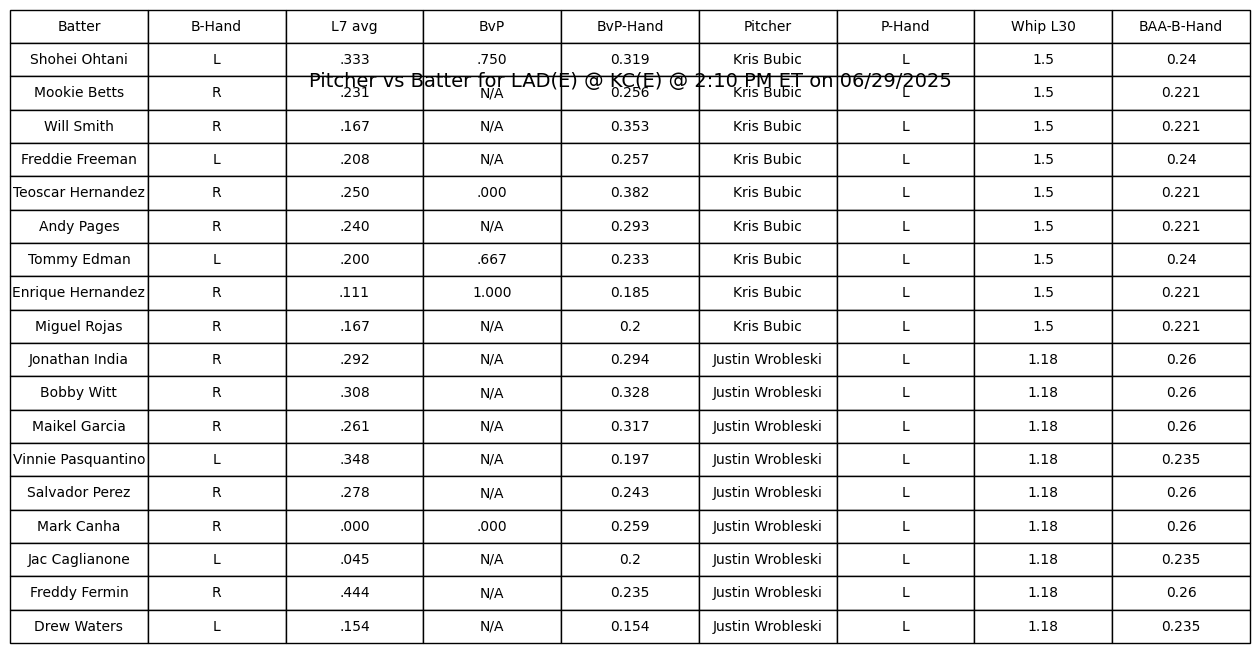 Batter B-Hand L7 avg BvP BvP-Hand Pitcher P-Hand Whip L30 BAA-B-Hand
Shohei Ohtani L .333 .750 0.319 Kris Bubic L 1.5 0.24
Pitcher vs Batter for LAD(E) @ KC(E) @ 2:10 PM ET on 06/29/2025
Mookie Betts R .231 N/A 0.256 Kris Bubic L 1.5 0.221
Will Smith R .167 N/A 0.353 Kris Bubic L 1.5 0.221
Freddie Freeman L .208 N/A 0.257 Kris Bubic L 1.5 0.24
Teoscar Hernandez R .250 .000 0.382 Kris Bubic L 1.5 0.221
Andy Pages R .240 N/A 0.293 Kris Bubic L 1.5 0.221
Tommy Edman L .200 .667 0.233 Kris Bubic L 1.5 0.24
Enrique Hernandez R .111 1.000 0.185 Kris Bubic L 1.5 0.221
Miguel Rojas R .167 N/A 0.2 Kris Bubic L 1.5 0.221
Jonathan India R .292 N/A 0.294 Justin Wrobleski L 1.18 0.26
Bobby Witt R .308 N/A 0.328 Justin Wrobleski L 1.18 0.26
Maikel Garcia R .261 N/A 0.317 Justin Wrobleski L 1.18 0.26
Vinnie Pasquantino L .348 N/A 0.197 Justin Wrobleski L 1.18 0.235
Salvador Perez R .278 N/A 0.243 Justin Wrobleski L 1.18 0.26
Mark Canha R .000 .000 0.259 Justin Wrobleski L 1.18 0.26
Jac Caglianone L .045 N/A 0.2 Justin Wrobleski L 1.18 0.235
Freddy Fermin R .444 N/A 0.235 Justin Wrobleski L 1.18 0.26
Drew Waters L .154 N/A 0.154 Justin Wrobleski L 1.18 0.235